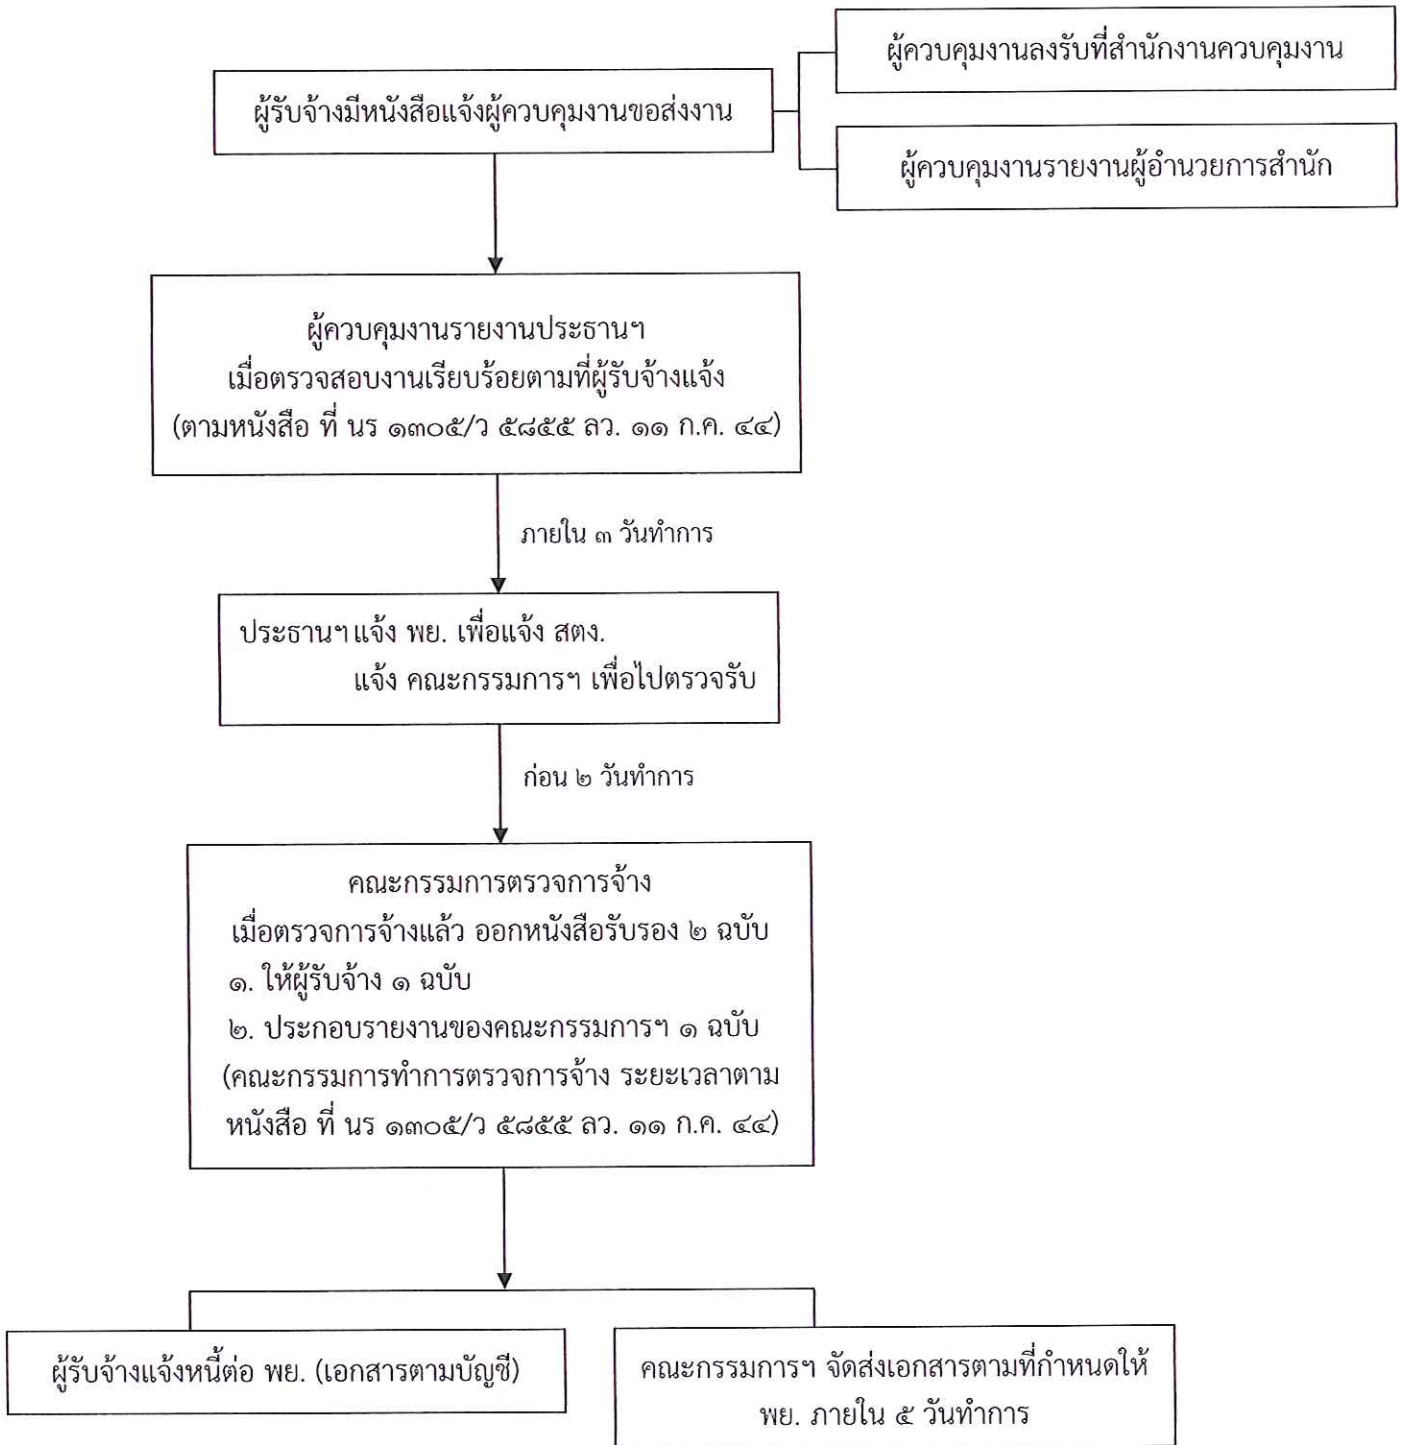 ผู้ควบคุมงานลงรับที่สำนักงานควบคุมงาน
ผู้รับจ้างมีหนังสือแจ้งผู้ควบคุมงานขอส่งงาน
ผู้ควบคุมงานรายงานผู้อำนวยการสำนัก
ผู้ควบคุมงานรายงานประธานฯ
เมื่อตรวจสอบงานเรียบร้อยตามที่ผู้รับจ้างแจ้ง
(ตามหนังสือ ที่ นร ๑๓๐๕/ว ๕๘๕๕ ลว. ๑๑ ก.ค. ๔๔)
ภายใน ๓ วันทำการ
ประธานฯ แจ้ง พย. เพื่อแจ้ง สตง.
แจ้ง คณะกรรมการฯ เพื่อไปตรวจรับ
ก่อน ๒ วันทำการ
คณะกรรมการตรวจการจ้าง
เมื่อตรวจการจ้างแล้ว ออกหนังสือรับรอง ๒ ฉบับ
๑. ให้ผู้รับจ้าง ๑ ฉบับ
๒. ประกอบรายงานของคณะกรรมการฯ ๑ ฉบับ
(คณะกรรมการทำการตรวจการจ้าง ระยะเวลาตาม
หนังสือ ที่ นร ๑๓๐๕/ว ๕๘๕๕ ลว. ๑๑ ก.ค. ๔๔)
ผู้รับจ้างแจ้งหนี้ต่อ พย. (เอกสารตามบัญชี)
คณะกรรมการฯ จัดส่งเอกสารตามที่กำหนดให้
พย. ภายใน ๕ วันทำการ